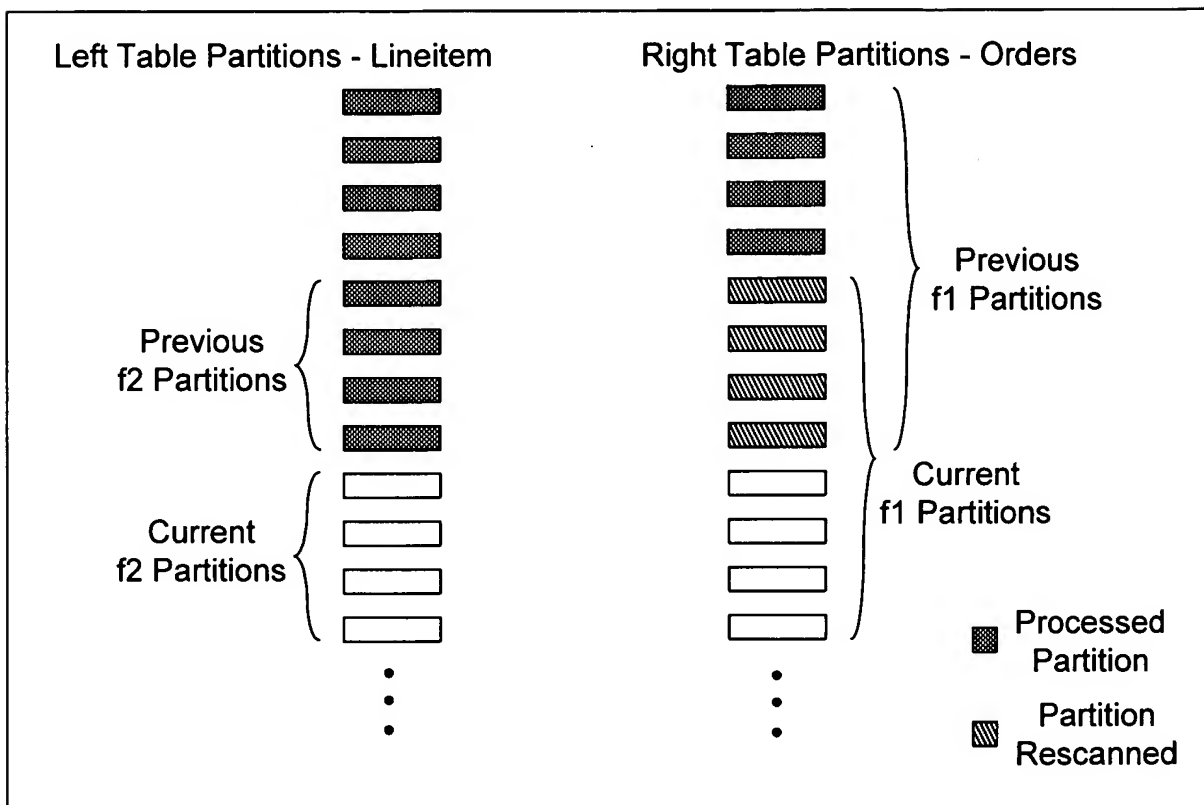 Left Table Partitions - Lineitem
Right Table Partitions - Orders
Previous
f2 Partitions
Current
f2 Partitions
Previous
f1 Partitions
Current
f1 Partitions
Processed
Partition
Partition
Rescanned